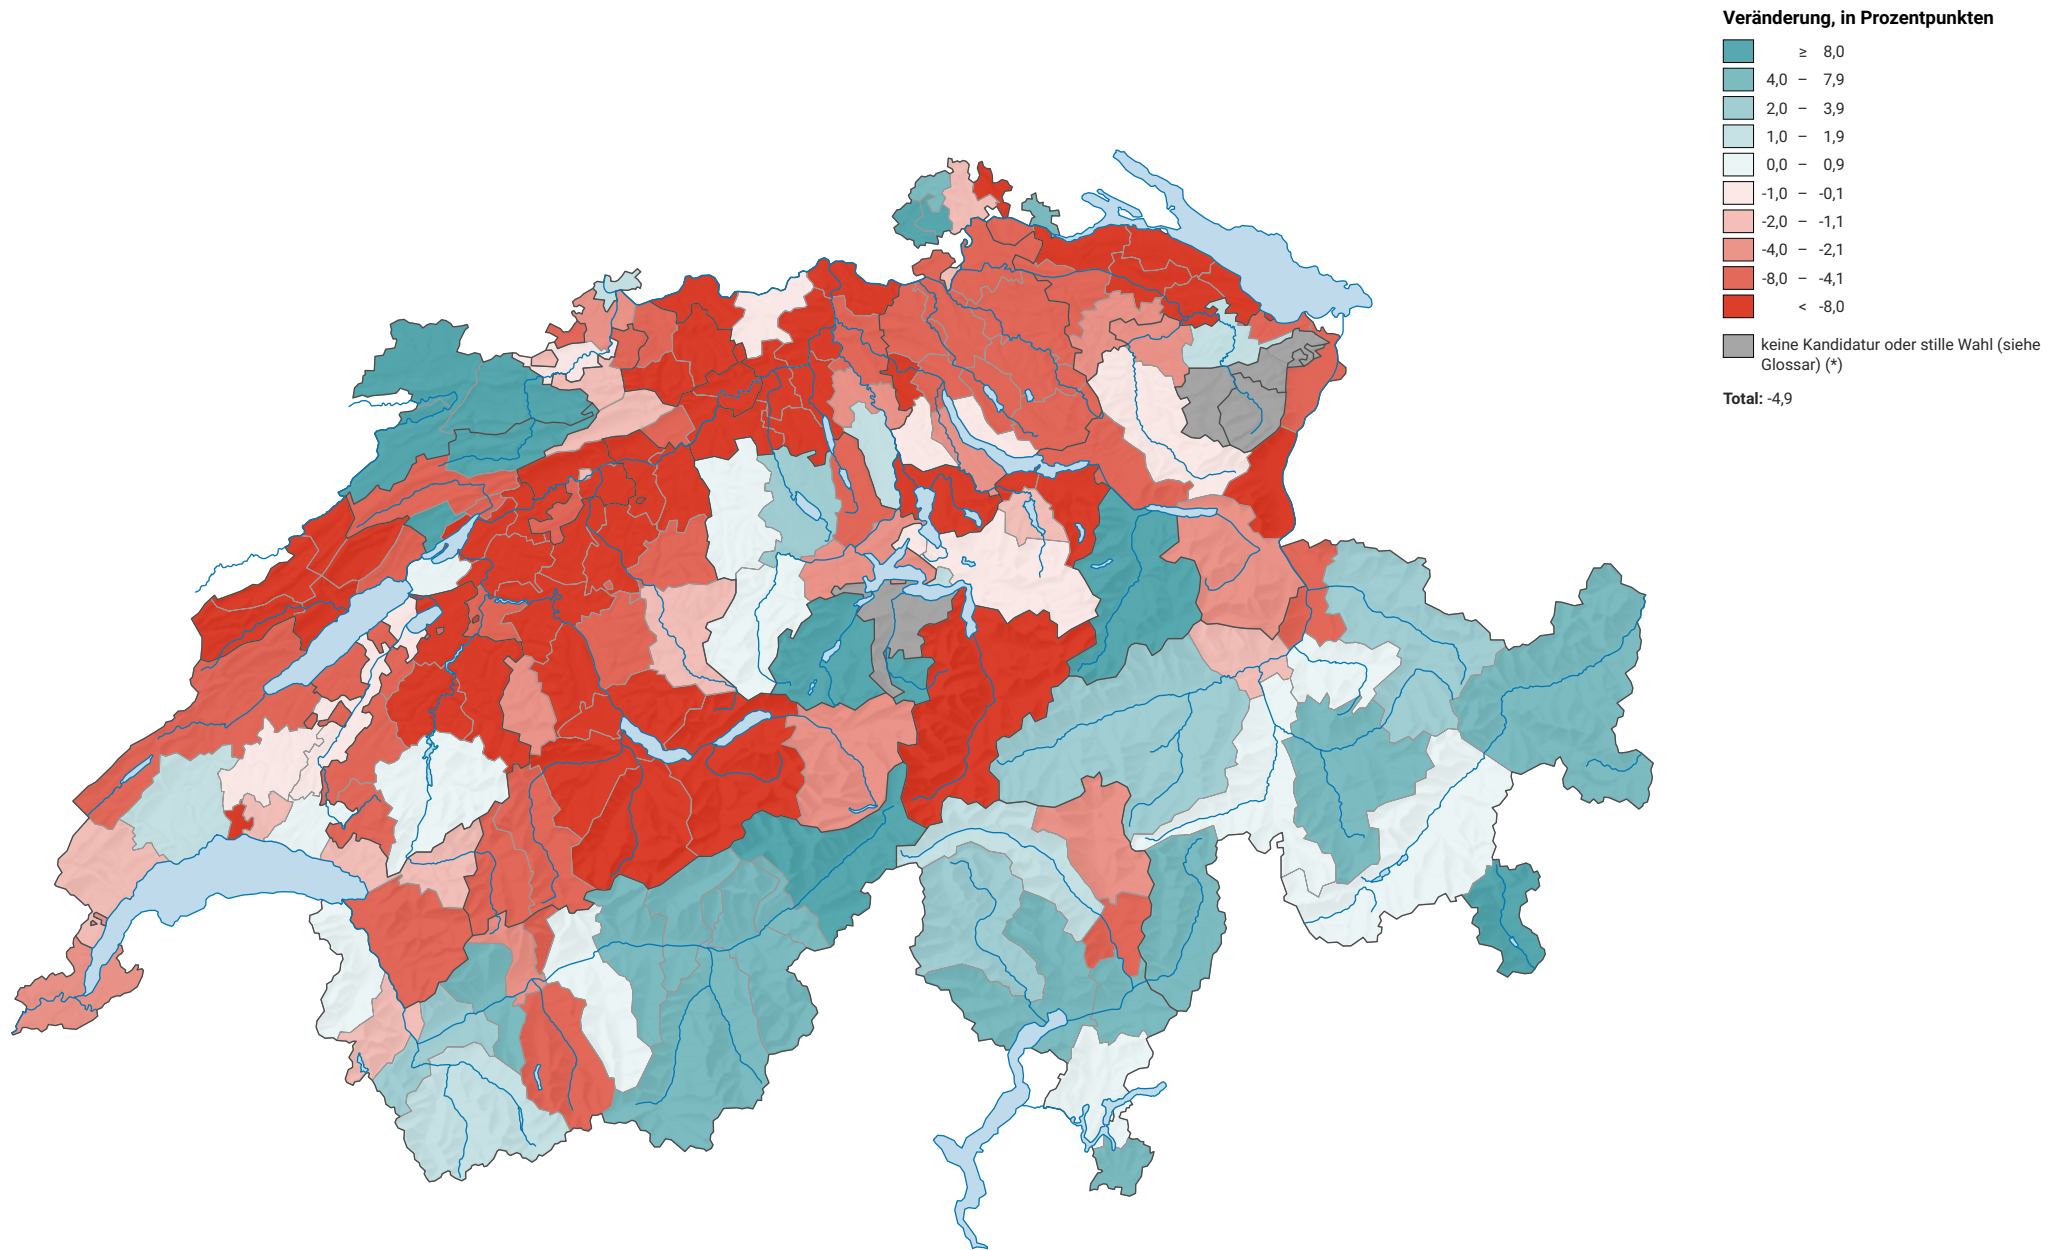 Veränderung, in Prozentpunkten
≥ 8,0
4,0 – 7,9
2,0 – 3,9
1,0 – 1,9
0,0 – 0,9
-1,0 – -0,1
-2,0 – -1,1
-4,0 – -2,1
-8,0 – -4,1
< -8,0
keine Kandidatur oder stille Wahl (siehe
Glossar) (*)
Total: -4,9